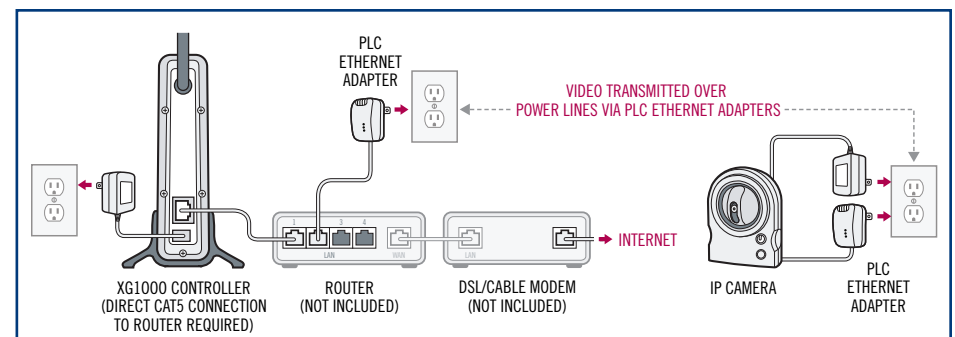 PLC
ETHERNET
ADAPTER
VIDEO TRANSMITTED OVER
POWER LINES VIA PLC ETHERNET ADAPTERS
1
3
4
LAN
WAN
LAN
INTERNET
XG1000 CONTROLLER
(DIRECT CAT5 CONNECTION
TO ROUTER REQUIRED)
ROUTER
(NOT INCLUDED)
DSL/CABLE MODEM
(NOT INCLUDED)
IP CAMERA
PLC
ETHERNET
ADAPTER